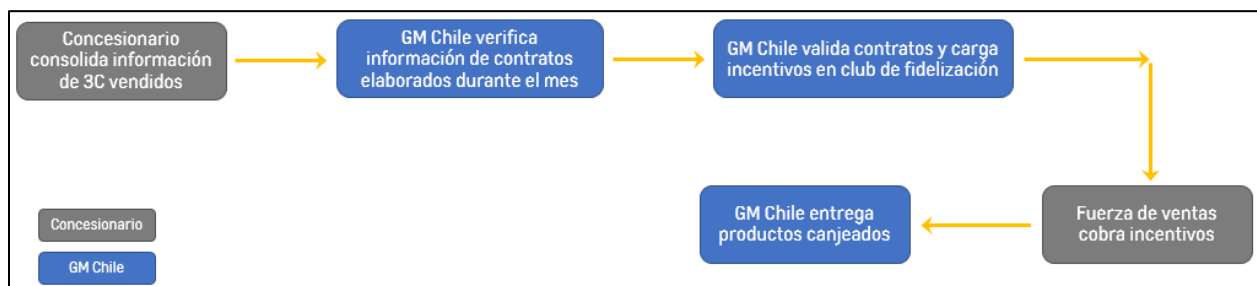 Concesionario
consolida información
de 3C vendidos
GM Chile verifica
información de contratos
elaborados durante el mes
GM Chile valida contratos y carga
incentivos en club de fidelización
Fuerza de ventas
cobra incentivos
GM Chile entrega
productos canjeados
Concesionario
GM Chile